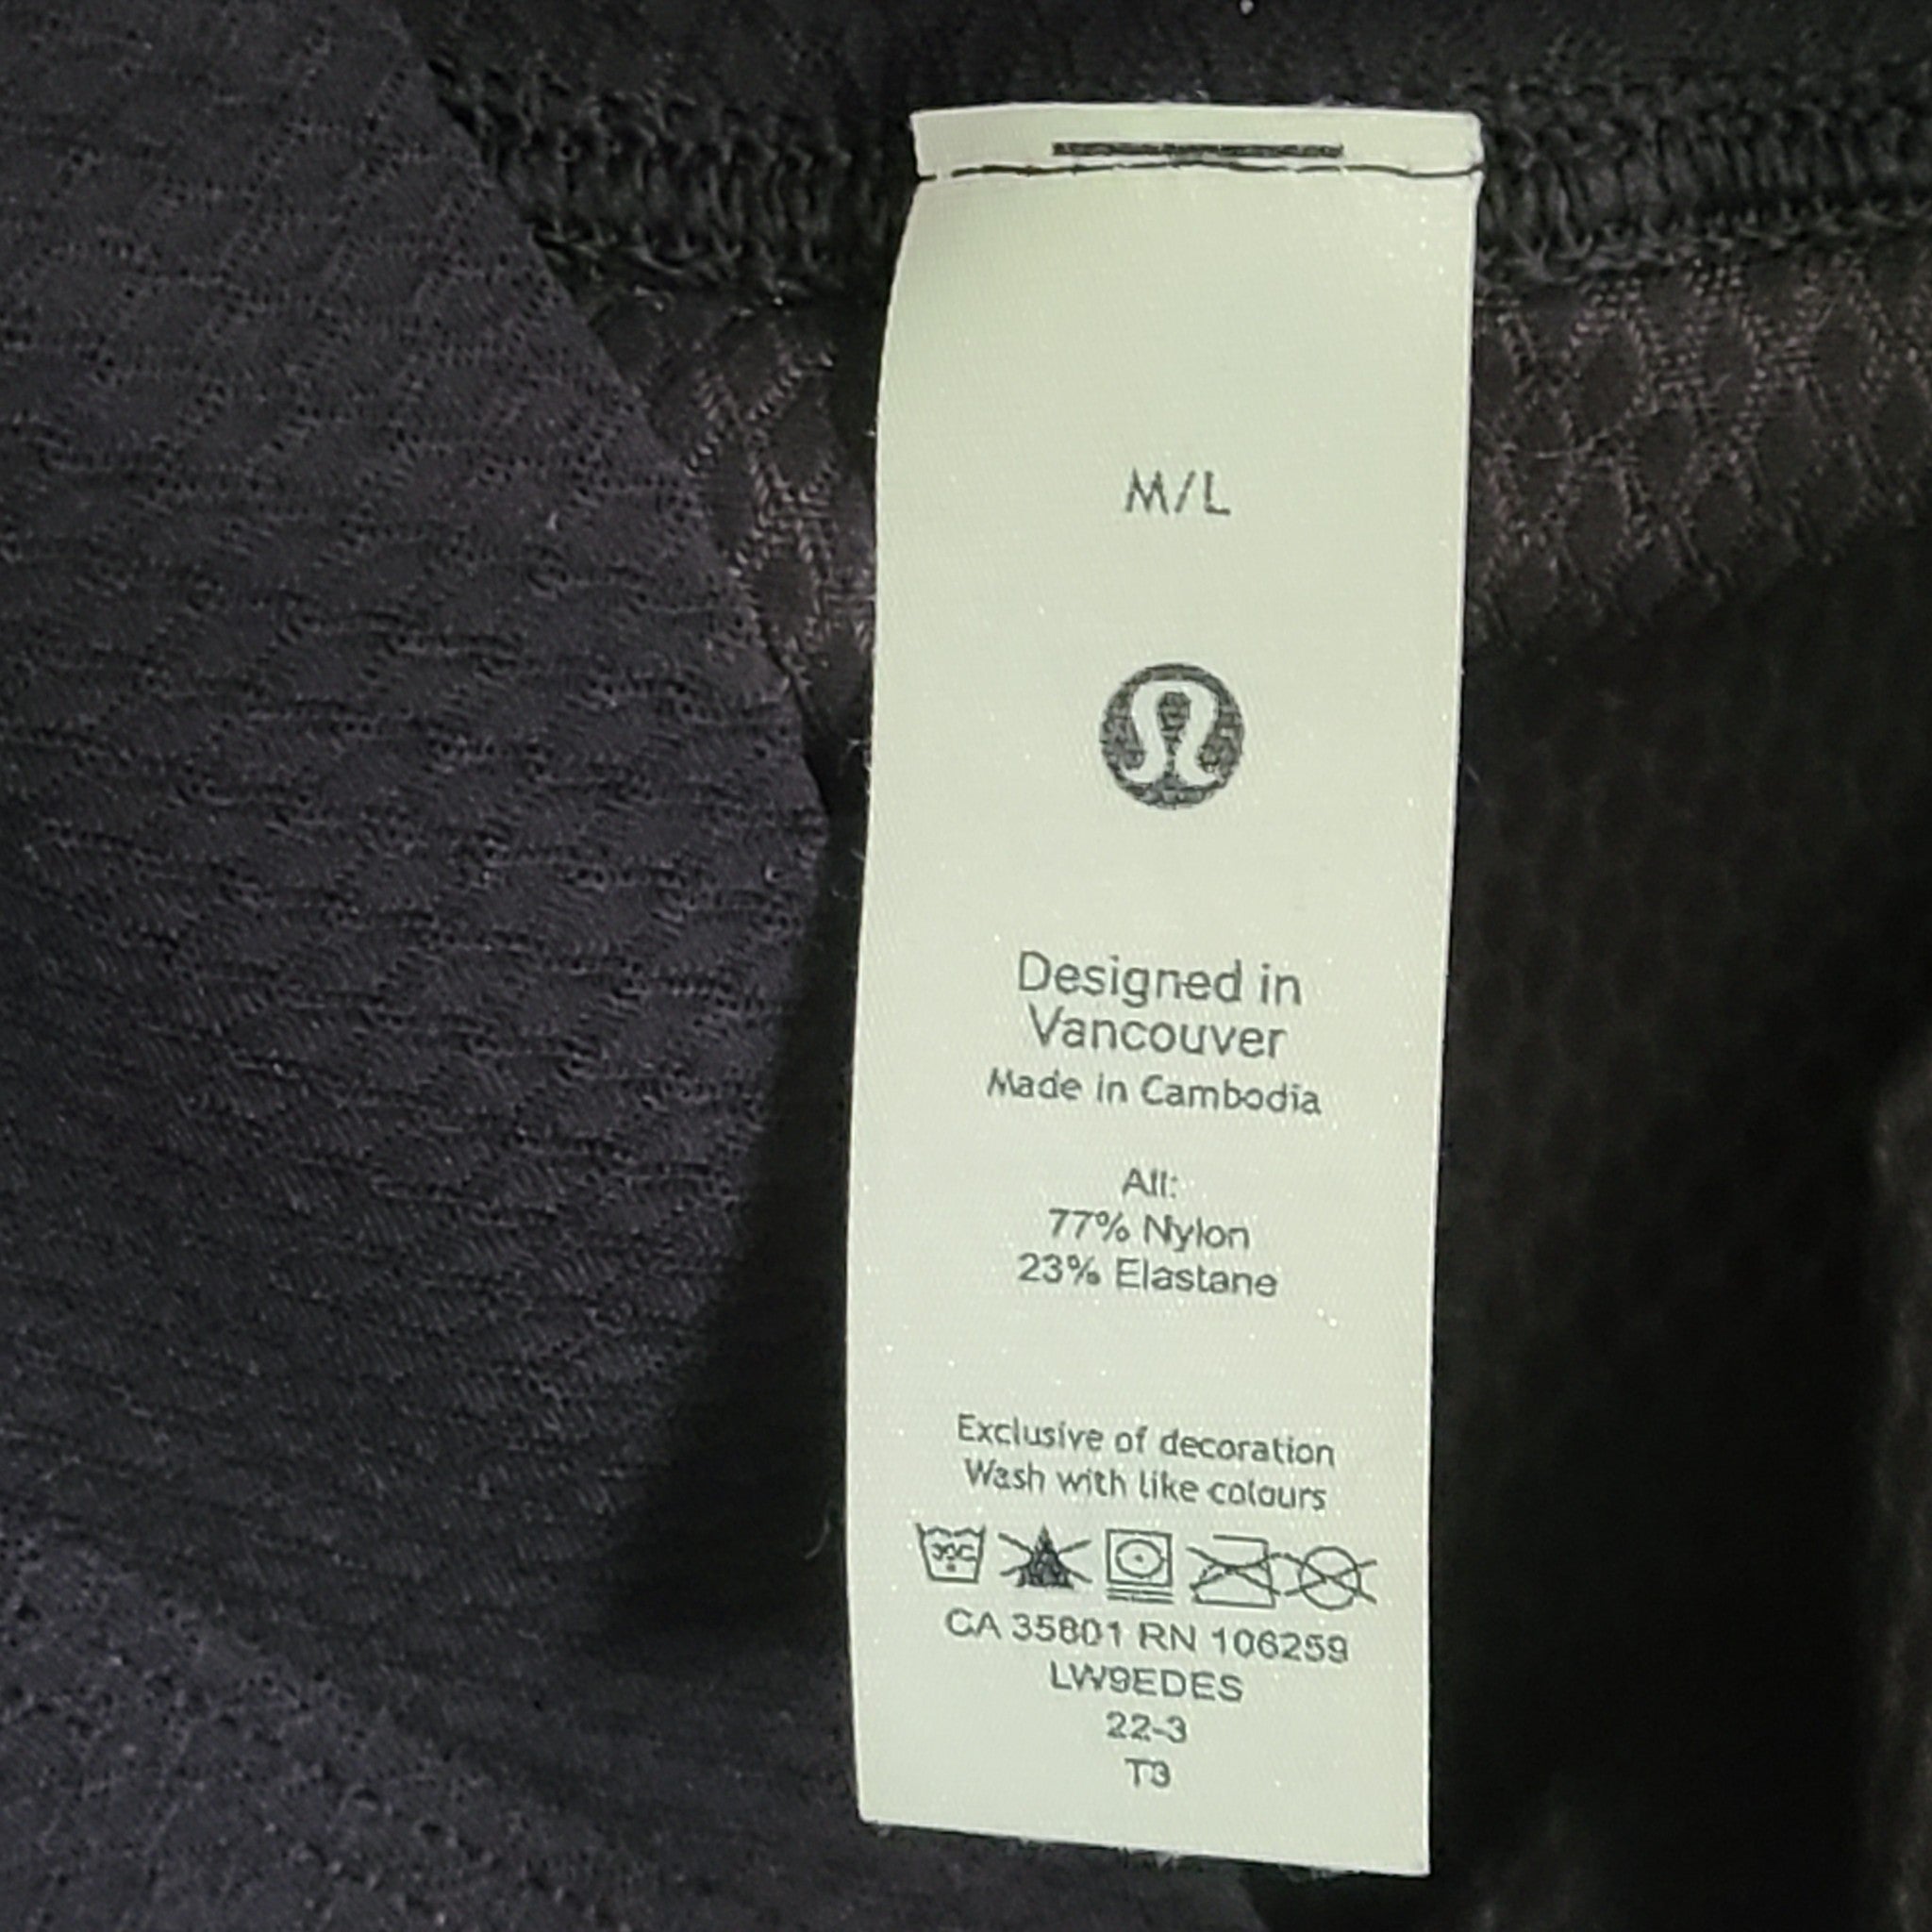 M/L
Designed in
Vancouver
Made in Cambodia
All:
77% Nylon
23% Elastane
Exclusive of decoration
Wash with like colours
30C
CA 35801 RN 106259
LW9EDES
22-3
T3